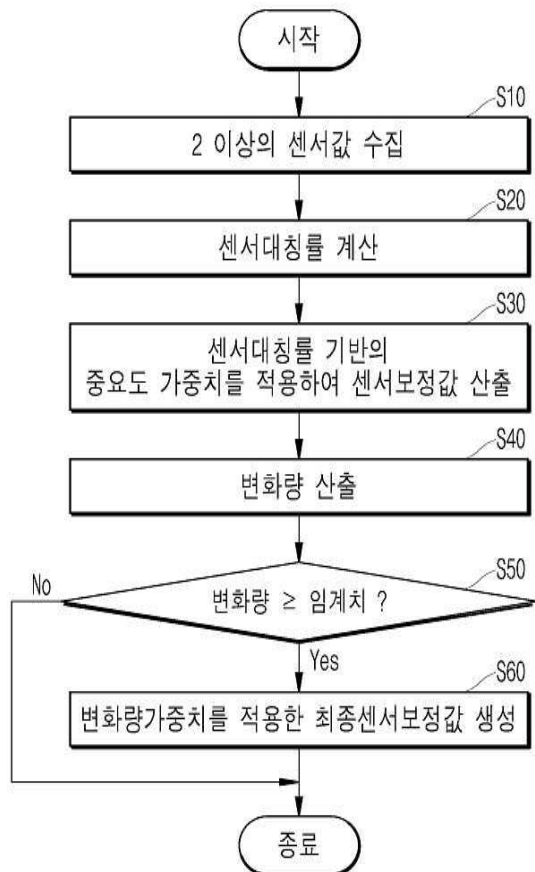 시작
S10
2 이상의 센서값 수집
S20
센서대칭률 계산
S30
센서대칭률 기반의
중요도 가중치를 적용하여 센서보정값 산출
S40
변화량 산출
S50
No
변화량 ≥ 임계치 ?
Yes
S60
변화량가중치를 적용한 최종센서보정값 생성
종료